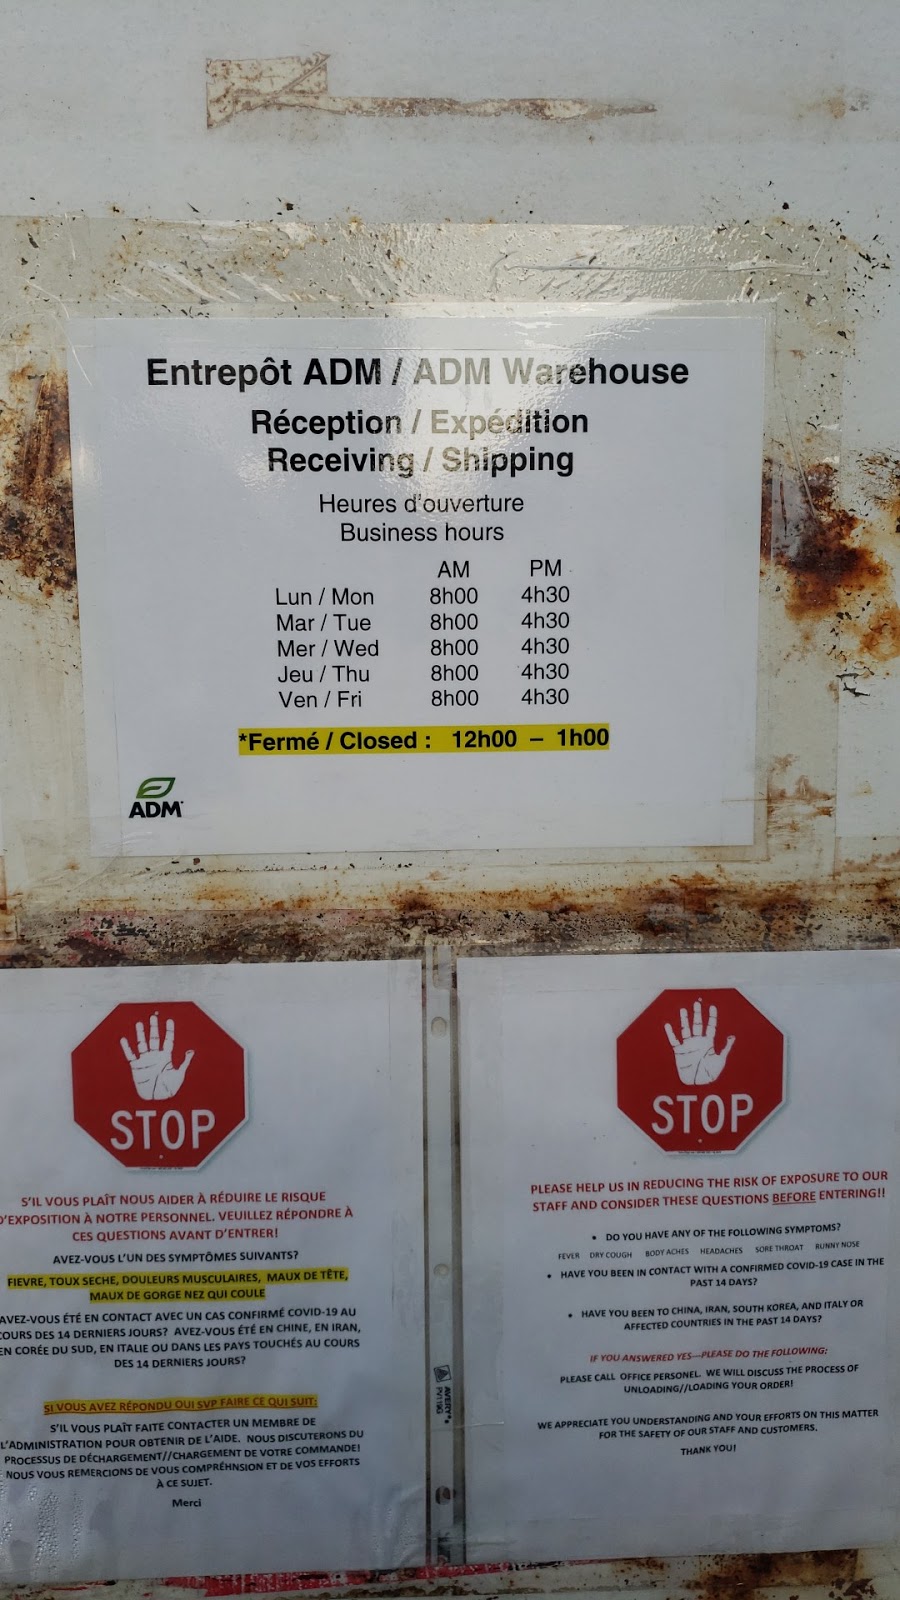 Entrepôt ADM / ADM Warehouse
Réception / Expédition
Receiving / Shipping
Heures d'ouverture
Business hours
AM PM
Lun / Mon 8h00 4h30
Mar / Tue 8h00 4h30
Mer / Wed 8h00 4h30
Jeu / Thu 8h00 4h30
Ven / Fri 8h00 4h30
*Fermé / Closed : 12h00 – 1h00
ADM
STOP
S'IL VOUS PLAÎT NOUS AIDER À RÉDUIRE LE RISQUE
D'EXPOSITION À NOTRE PERSONNEL. VEUILLEZ RÉPONDRE À
CES QUESTIONS AVANT D'ENTRER!
AVEZ-VOUS L'UN DES SYMPTÔMES SUIVANTS?
FIEVRE, TOUX SECHE, DOULEURS MUSCULAIRES, MAUX DE TÊTE,
MAUX DE GORGE NEZ QUI COULE
AVEZ-VOUS ÉTÉ EN CONTACT AVEC UN CAS CONFIRMÉ COVID-19 AU
COURS DES 14 DERNIERS JOURS? AVEZ-VOUS ÉTÉ EN CHINE, EN IRAN,
EN CORÉE DU SUD, EN ITALIE OU DANS LES PAYS TOUCHÉS AU COURS
DES 14 DERNIERS JOURS?
SI VOUS AVEZ RÉPONDU OUI SVP FAIRE CE QUI SUIT:
S'IL VOUS PLAÎT FAITE CONTACTER UN MEMBRE DE
L'ADMINISTRATION POUR OBTENIR DE L'AIDE. NOUS DISCUTERONS DU
PROCESSUS DE DÉCHARGEMENT//CHARGEMENT DE VOTRE COMMANDE!
NOUS VOUS REMERCIONS DE VOUS COMPRÉHNSION ET DE VOS EFFORTS
À CE SUJET.
Merci
AVERY
PV119G
STOP
PLEASE HELP US IN REDUCING THE RISK OF EXPOSURE TO OUR
STAFF AND CONSIDER THESE QUESTIONS BEFORE ENTERING!!
• DO YOU HAVE ANY OF THE FOLLOWING SYMPTOMS?
FEVER DRY COUGH BODY ACHES HEADACHES SORE THROAT RUNNY NOSE
• HAVE YOU BEEN IN CONTACT WITH A CONFIRMED COVID-19 CASE IN THE
PAST 14 DAYS?
• HAVE YOU BEEN TO CHINA, IRAN, SOUTH KOREA, AND ITALY OR
AFFECTED COUNTRIES IN THE PAST 14 DAYS?
IF YOU ANSWERED YES—PLEASE DO THE FOLLOWING:
PLEASE CALL OFFICE PERSONEL. WE WILL DISCUSS THE PROCESS OF
UNLOADING//LOADING YOUR ORDER!
WE APPRECIATE YOU UNDERSTANDING AND YOUR EFFORTS ON THIS MATTER
FOR THE SAFETY OF OUR STAFF AND CUSTOMERS.
THANK YOU!